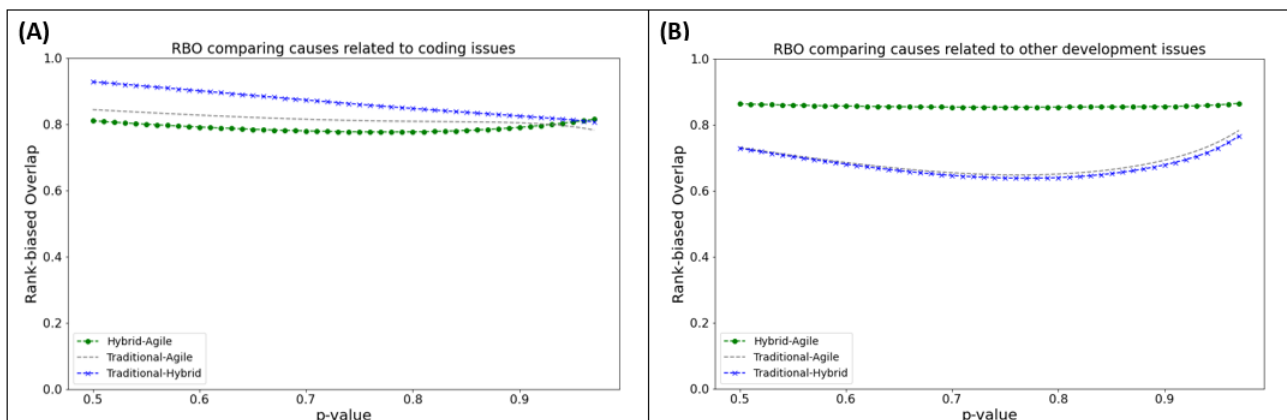 (A)
RBO comparing causes related to coding issues
Rank-biased Overlap
1.0
0.8
0.6
0.4
0.2
0.0
Hybrid-Agile
Traditional-Agile
Traditional-Hybrid
0.5 0.6 0.7 0.8 0.9
p-value
(B)
RBO comparing causes related to other development issues
Rank-biased Overlap
1.0
0.8
0.6
0.4
0.2
0.0
Hybrid-Agile
Traditional-Agile
Traditional-Hybrid
0.5 0.6 0.7 0.8 0.9
p-value